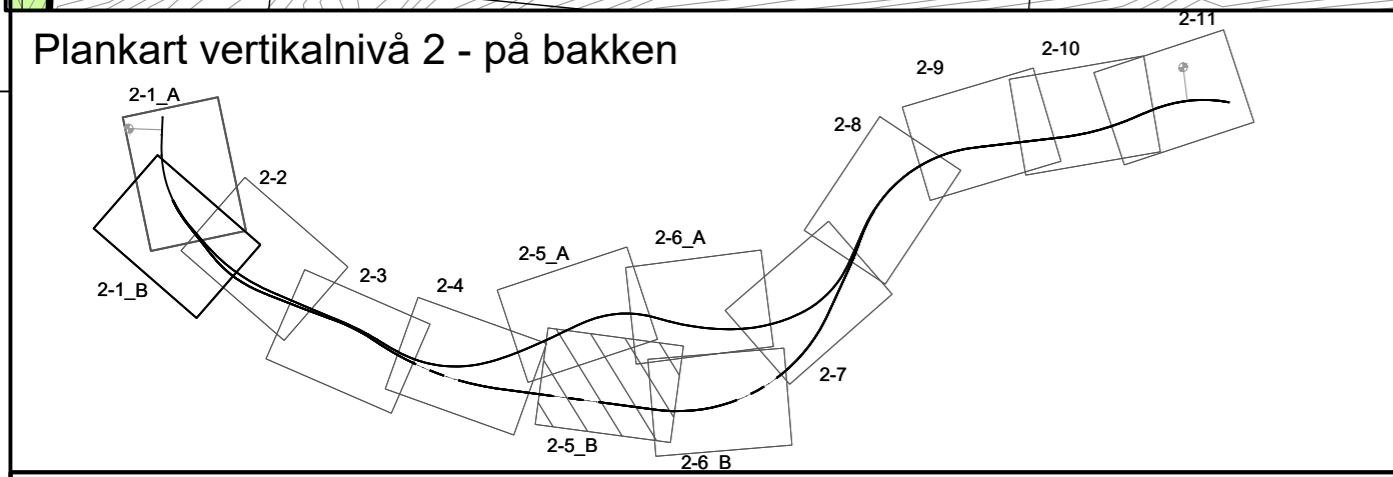 Plankart vertikalnivå 2 - på bakken
2-11
2-10
2-9
2-1_A
2-8
2-2
2-6_A
2-5_A
2-3
2-4
2-1_B
2-7
2-5_B
2-6_B